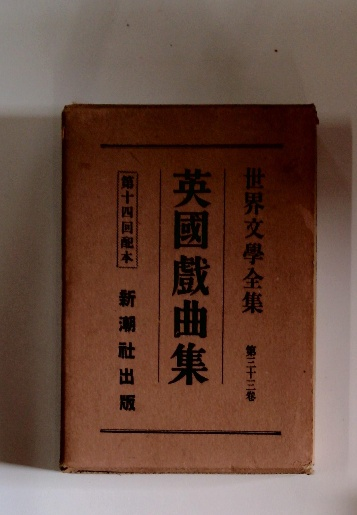 世界文學全集 第三十三卷
英國戲曲集
第十四回配本 新潮社出版